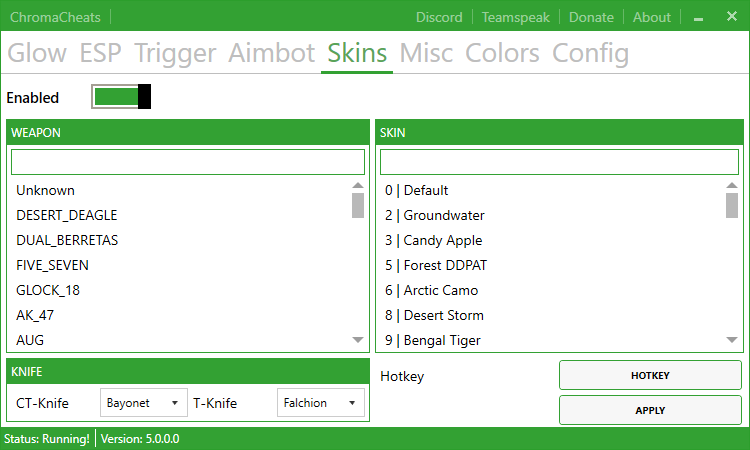 ChromaCheats Discord Teamspeak Donate About
Glow ESP Trigger Aimbot Skins Misc Colors Config
Enabled
WEAPON
Unknown
DESERT_DEAGLE
DUAL_BERRETAS
FIVE_SEVEN
GLOCK_18
AK_47
AUG
SKIN
0 | Default
2 | Groundwater
3 | Candy Apple
5 | Forest DDPAT
6 | Arctic Camo
8 | Desert Storm
9 | Bengal Tiger
KNIFE
CT-Knife Bayonet T-Knife Falchion
Hotkey HOTKEY
APPLY
Status: Running! Version: 5.0.0.0